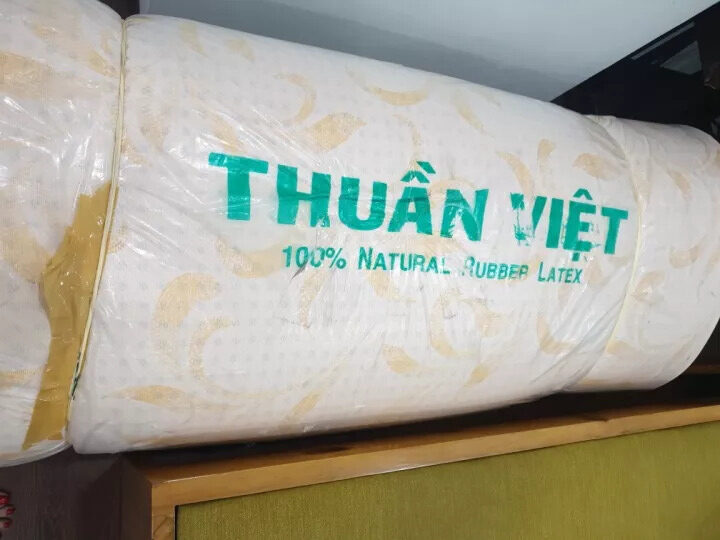 THUẦN VIỆT
100% NATURAL RUBBER LATEX